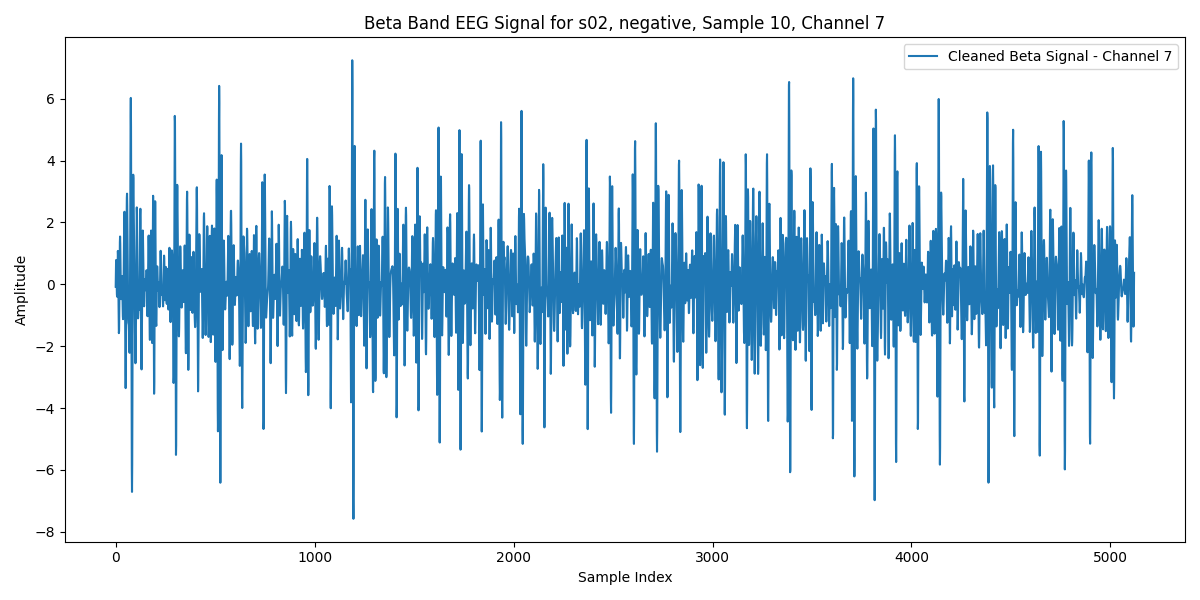 Beta Band EEG Signal for s02, negative, Sample 10, Channel 7
Cleaned Beta Signal - Channel 7
Amplitude
6
4
2
0
−2
−4
−6
−8
0 1000 2000 3000 4000 5000
Sample Index